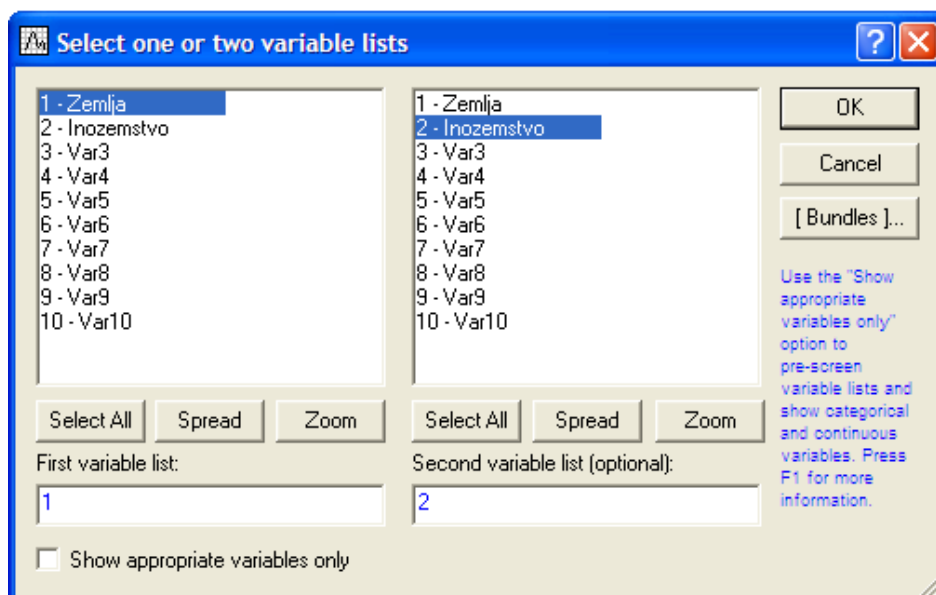 Select one or two variable lists
1 - Zemlja
2 - Inozemstvo
3 - Var3
4 - Var4
5 - Var5
6 - Var6
7 - Var7
8 - Var8
9 - Var9
10 - Var10
1 - Zemlja
2 - Inozemstvo
3 - Var3
4 - Var4
5 - Var5
6 - Var6
7 - Var7
8 - Var8
9 - Var9
10 - Var10
OK
Cancel
[ Bundles ]...
Use the "Show
appropriate
variables only"
option to
pre-screen
variable lists and
show categorical
and continuous
variables. Press
F1 for more
information.
Select All
Spread
Zoom
Select All
Spread
Zoom
First variable list:
1
Second variable list (optional):
2
Show appropriate variables only